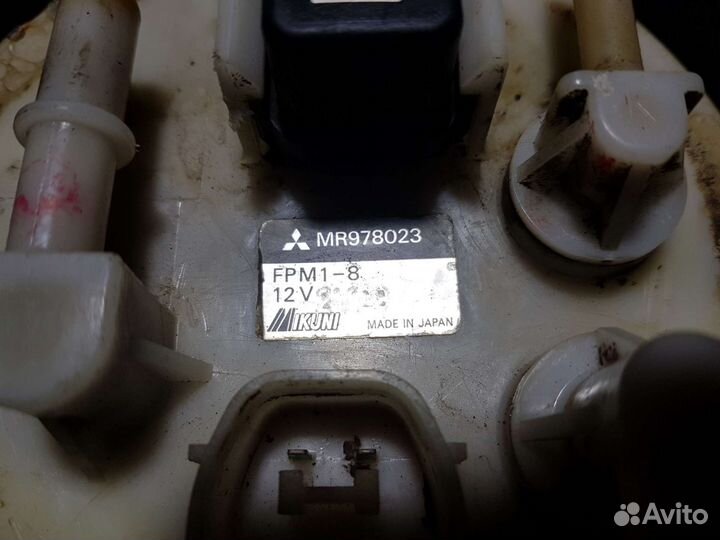 MR978023
FPM1-8
12V
MIKUNI MADE IN JAPAN
Avito